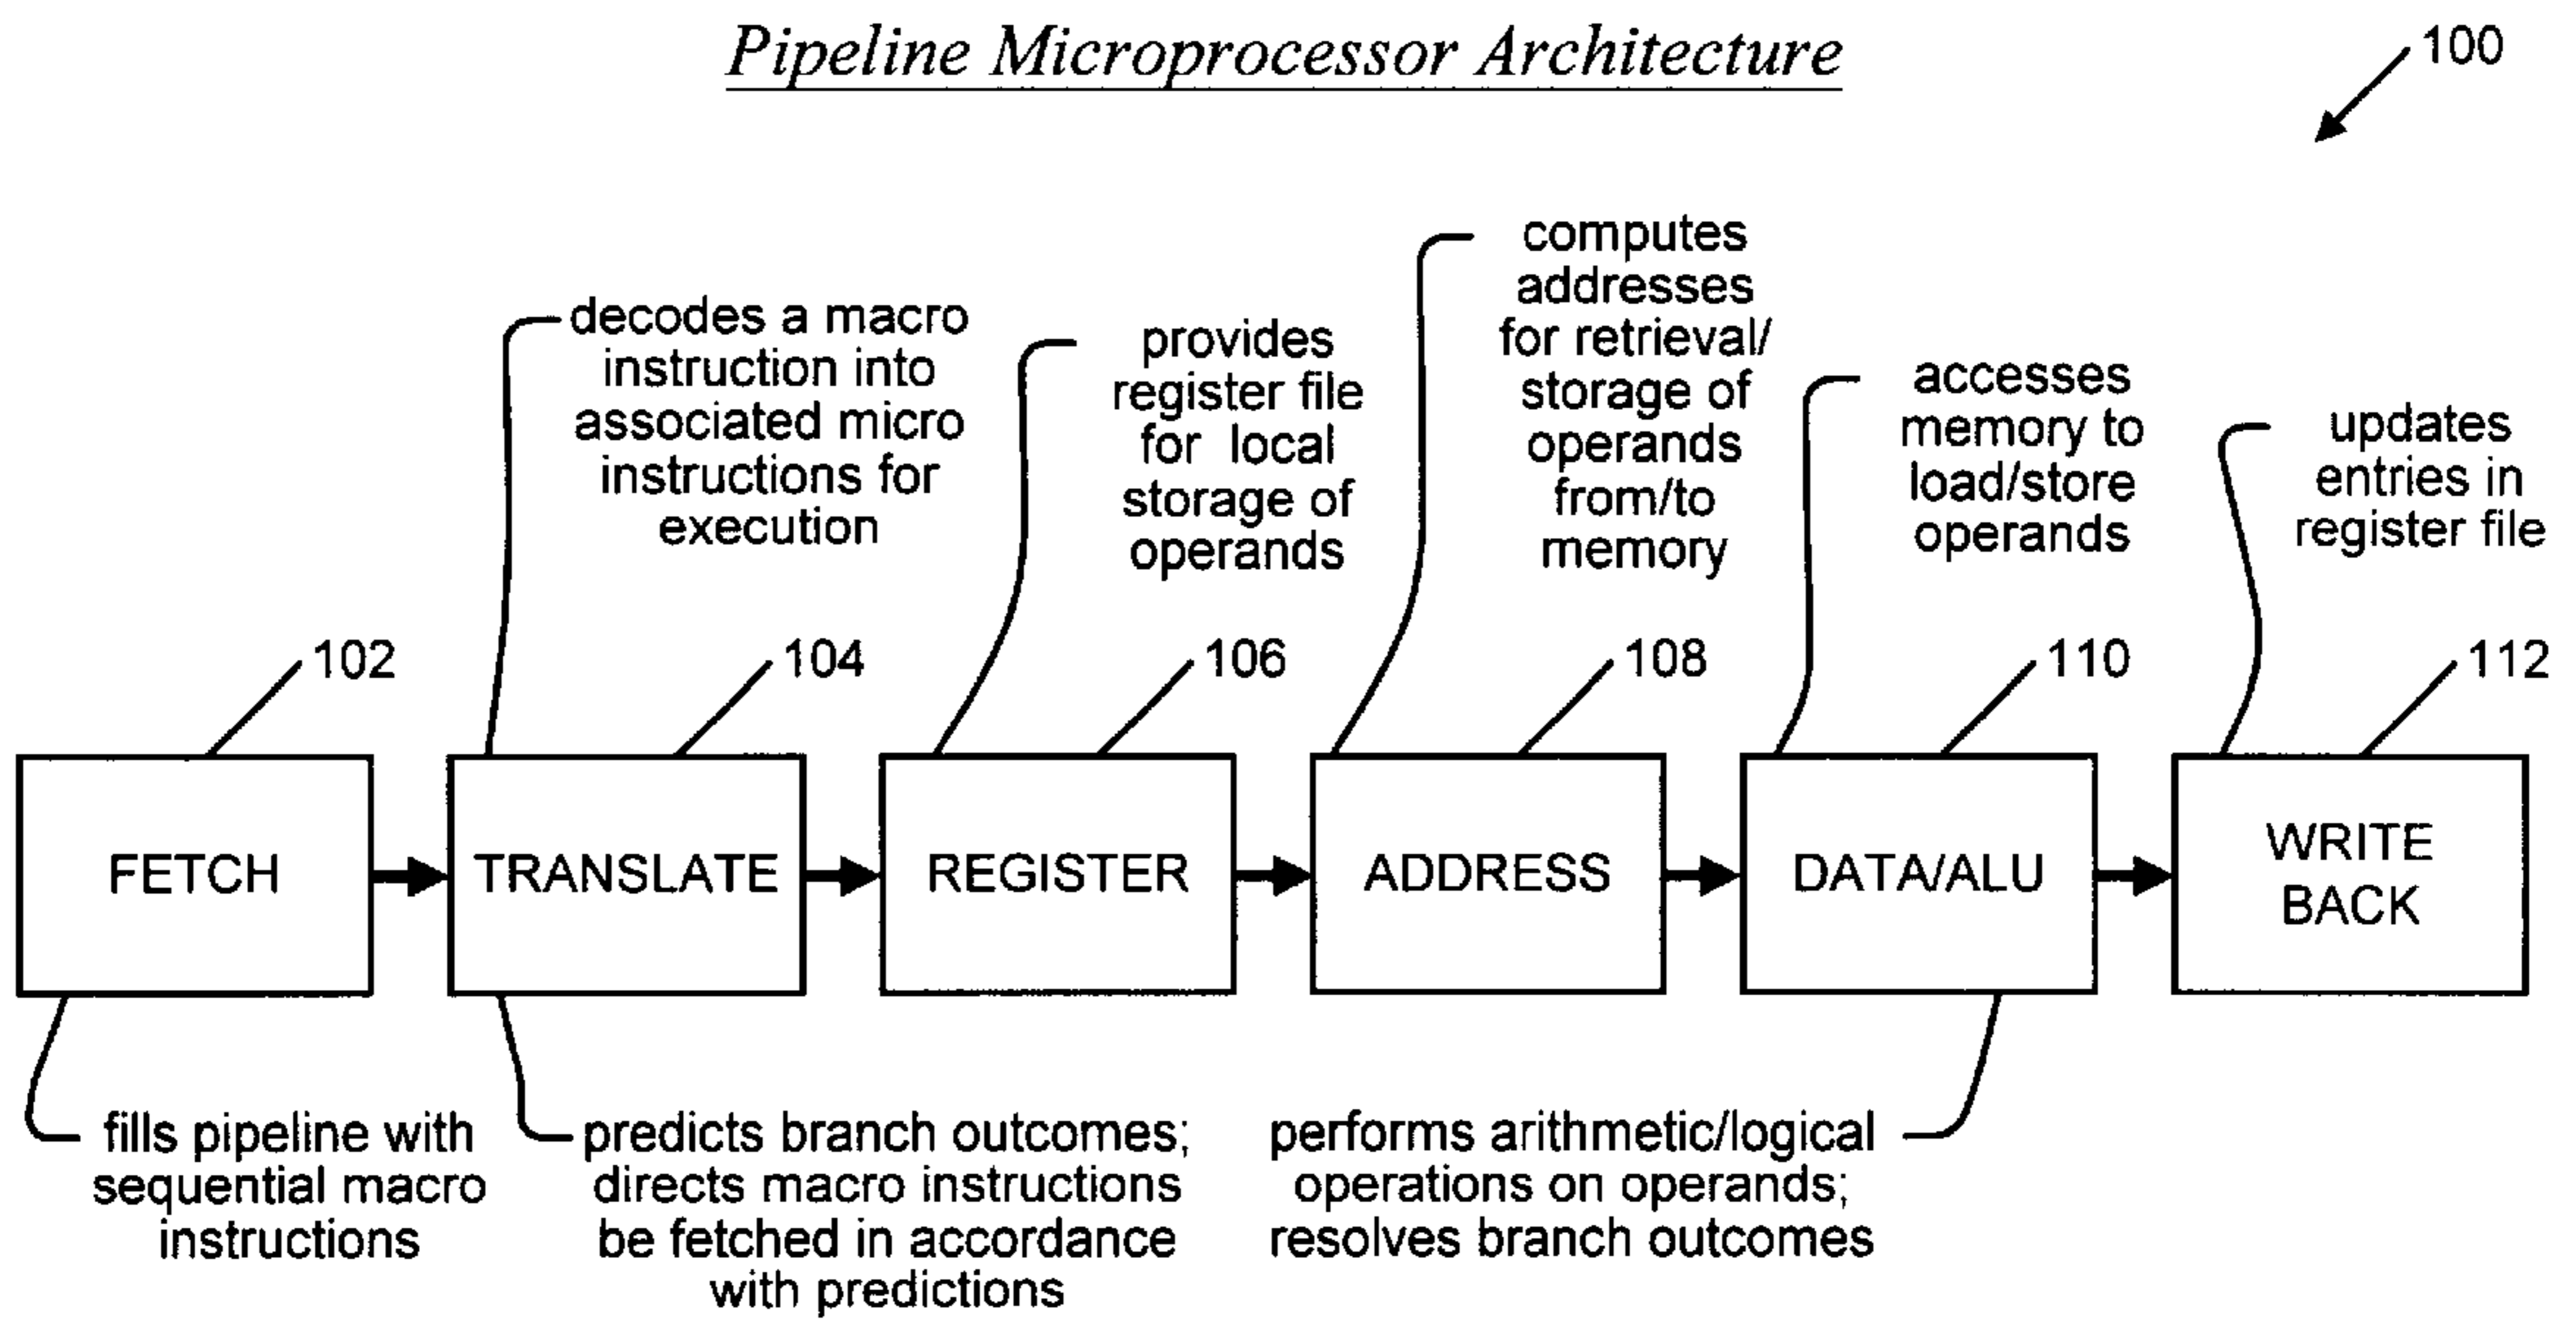 Pipeline Microprocessor Architecture
100
decodes a macro
instruction into
associated micro
instructions for
execution
provides
register file
for local
storage of
operands
computes
addresses
for retrieval/
storage of
operands
from/to
memory
accesses
memory to
load/store
operands
updates
entries in
register file
102
104
106
108
110
112
FETCH
TRANSLATE
REGISTER
ADDRESS
DATA/ALU
WRITE
BACK
fills pipeline with
sequential macro
instructions
predicts branch outcomes;
directs macro instructions
be fetched in accordance
with predictions
performs arithmetic/logical
operations on operands;
resolves branch outcomes